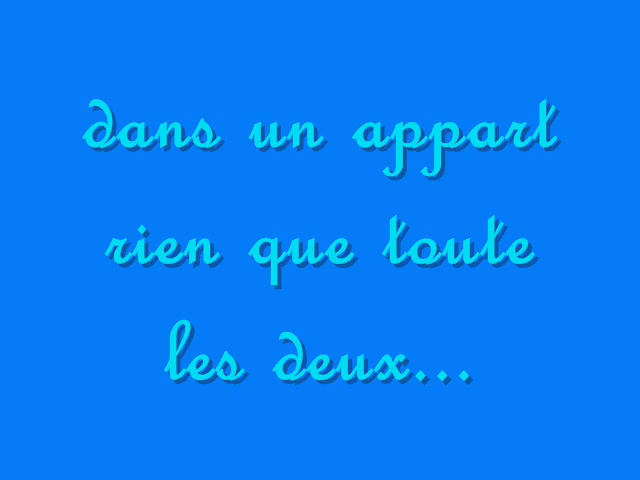 dans un appart
rien que toute
les deux...